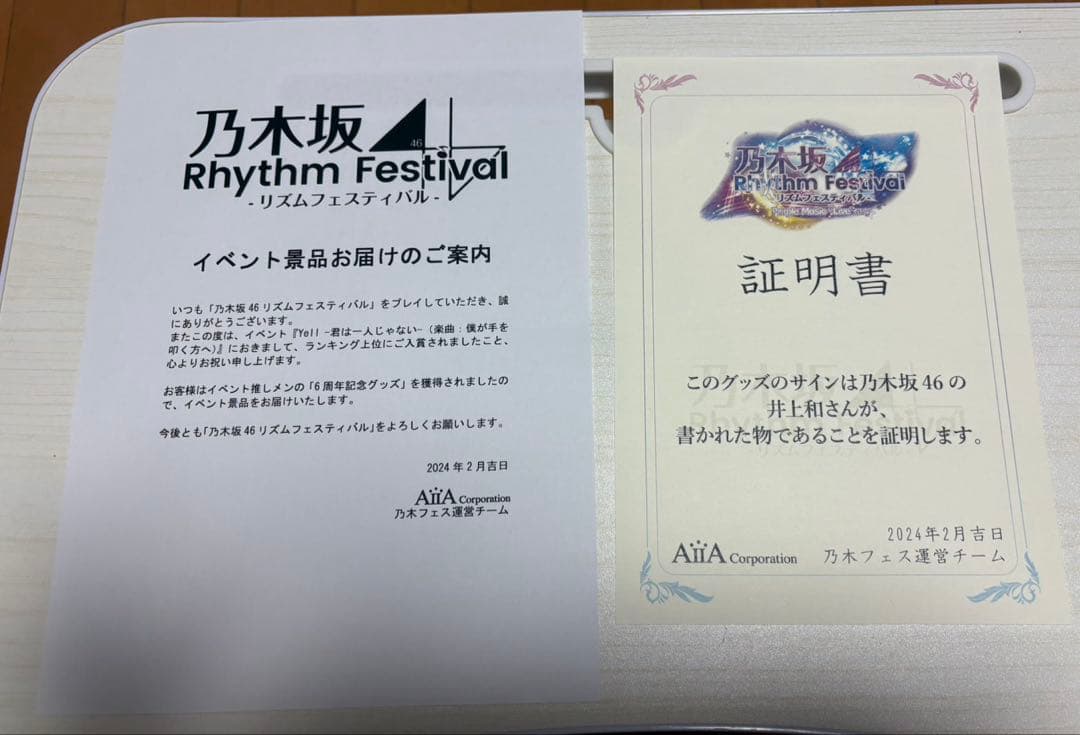 乃木坂
46
Rhythm Festival
-リズムフェスティバル-
イベント景品お届けのご案内
いつも「乃木坂46リズムフェスティバル」をプレイしていただき、誠
にありがとうございます。
またこの度は、イベント『Yell -君は一人じゃない-（楽曲：僕が手を
叩く方へ）』におきまして、ランキング上位にご入賞されましたこと、
心よりお祝い申し上げます。
お客様はイベント推しメンの「6周年記念グッズ」を獲得されましたの
で、イベント景品をお届けいたします。
今後とも「乃木坂46リズムフェスティバル」をよろしくお願いします。
2024年2月吉日
AiiA Corporation
乃木フェス運営チーム
乃木坂
Rhythm Festival
-リズムフェスティバル-
証明書
このグッズのサインは乃木坂46の
井上和さんが、
書かれた物であることを証明します。
2024年2月吉日
AiiA Corporation 乃木フェス運営チーム